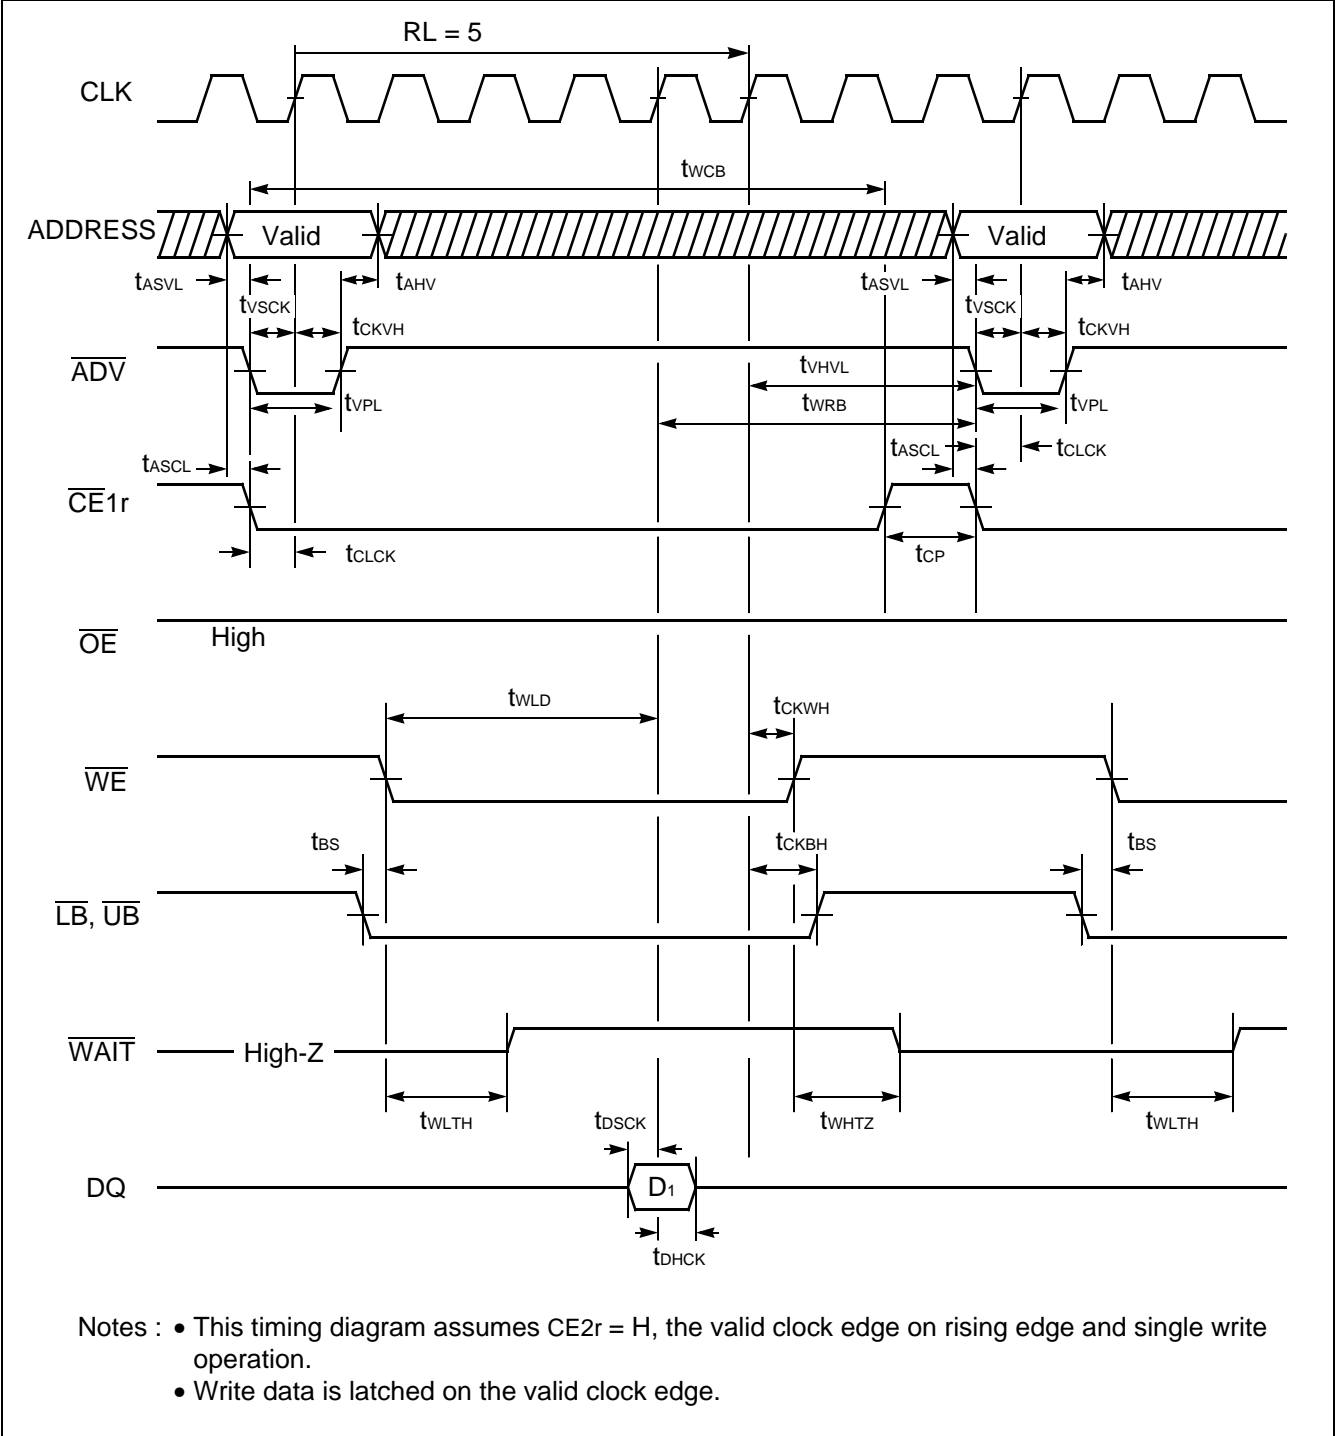 RL = 5
CLK
tWCB
ADDRESS Valid Valid
tASVL tAHV tASVL tAHV
tVSCK tVSCK
tCKVH tCKVH
ADV tVHVL
tVPL tWRB tVPL
tASCL tASCL tCLCK
CE1r
tCLCK tCP
OE High
tWLD tCKWH
WE
tBS tCKBH tBS
LB, UB
WAIT High-Z
tWLTH tDSCK tWHTZ tWLTH
DQ D1
tDHCK
Notes : • This timing diagram assumes CE2r = H, the valid clock edge on rising edge and single write
operation.
• Write data is latched on the valid clock edge.